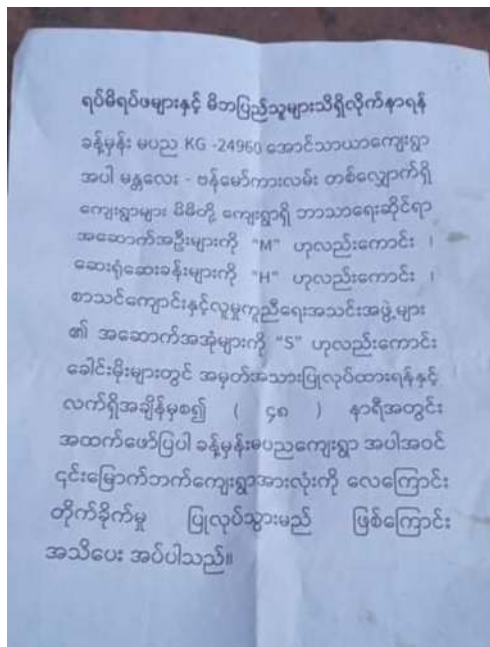 ရပ်မိရပ်ဖများနှင့် မိဘပြည်သူများသိရှိလိုက်နာရန်
ခန့်မှန်း မပည KG -24960 အောင်သာယာကျေးရွာ
အပါ မန္တလေး - ဗန်မော်ကားလမ်း တစ်လျှောက်ရှိ
ကျေးရွာများ မိမိတို့ ကျေးရွာရှိ ဘာသာရေးဆိုင်ရာ
အဆောက်အဦးများကို "M" ဟုလည်းကောင်း ၊
ဆေးရုံဆေးခန်းများကို "H" ဟုလည်းကောင်း ၊
စာသင်ကျောင်းနှင့်လူမှုကူညီရေးအသင်းအဖွဲ့များ
၏ အဆောက်အအုံများကို "S" ဟုလည်းကောင်း
ခေါင်းမိုးများတွင် အမှတ်အသားပြုလုပ်ထားရန်နှင့်
လက်ရှိအချိန်မှစ၍ ( ၄၈ ) နာရီအတွင်း
အထက်ဖော်ပြပါ ခန့်မှန်းမပညကျေးရွာ အပါအဝင်
၎င်းမြောက်ဘက်ကျေးရွာအားလုံးကို လေကြောင်း
တိုက်ခိုက်မှု ပြုလုပ်သွားမည် ဖြစ်ကြောင်း
အသိပေး အပ်ပါသည်။